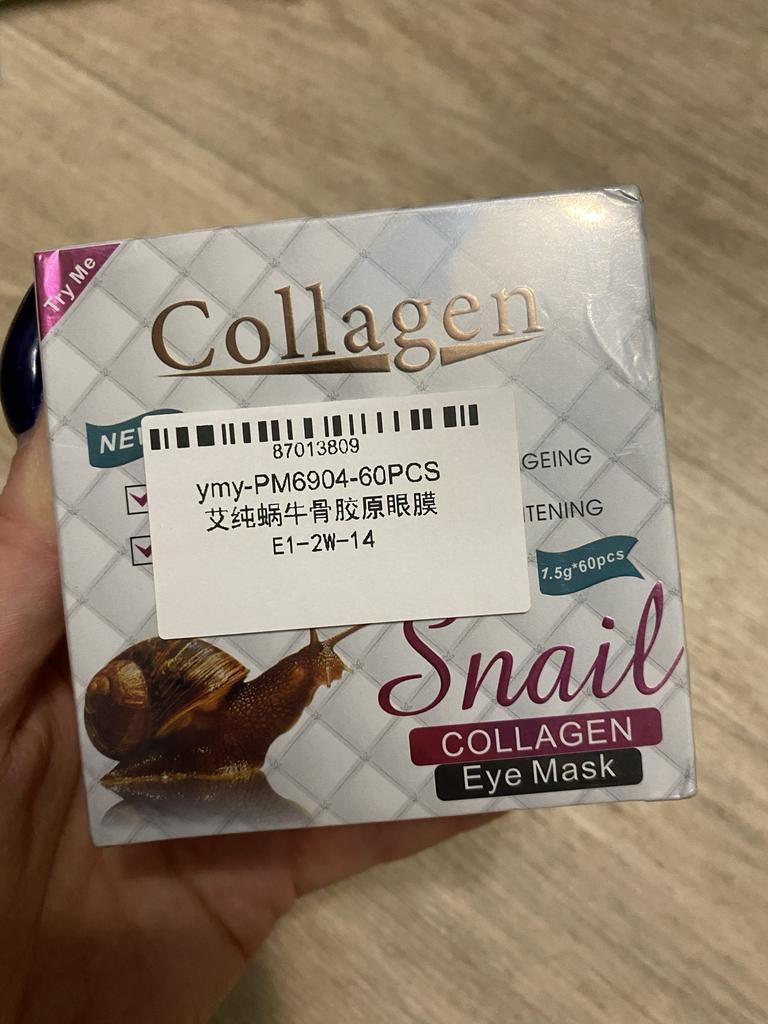 Try Me
Collagen
NEW
87013809
ymy-PM6904-60PCS
艾纯蜗牛骨胶原眼膜
E1-2W-14
GEING
TENING
1.5g*60pcs
Snail
COLLAGEN
Eye Mask